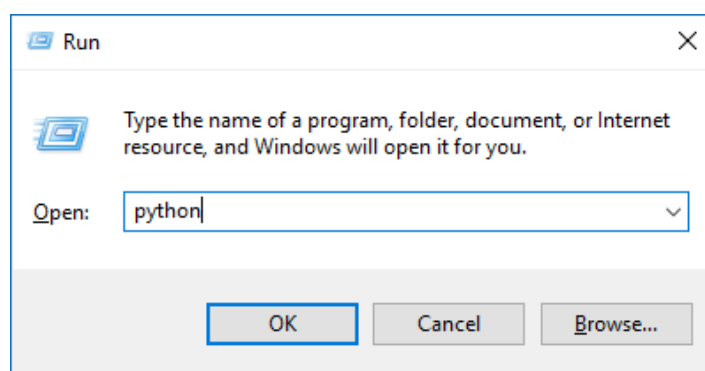 Run
Type the name of a program, folder, document, or Internet
resource, and Windows will open it for you.
Open: python
OK Cancel Browse...